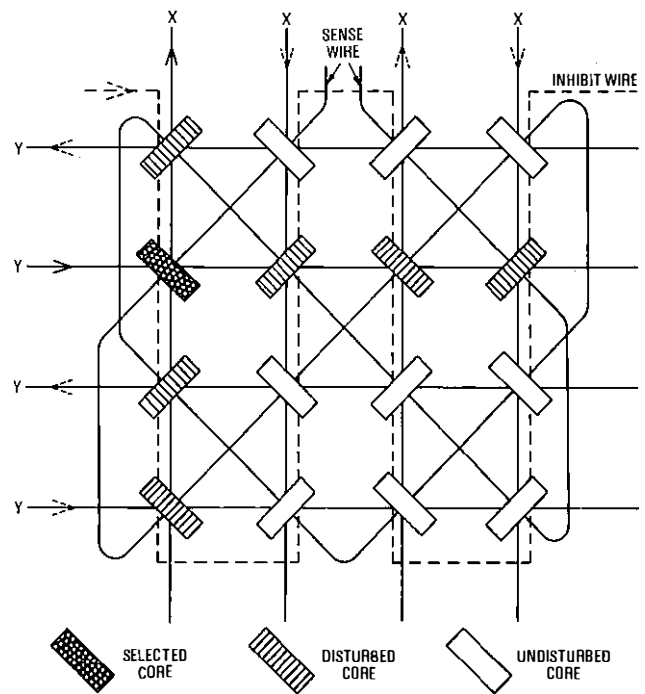 X X X X
SENSE
WIRE
INHIBIT WIRE
Y
Y
Y
Y
SELECTED
CORE
DISTURBED
CORE
UNDISTURBED
CORE